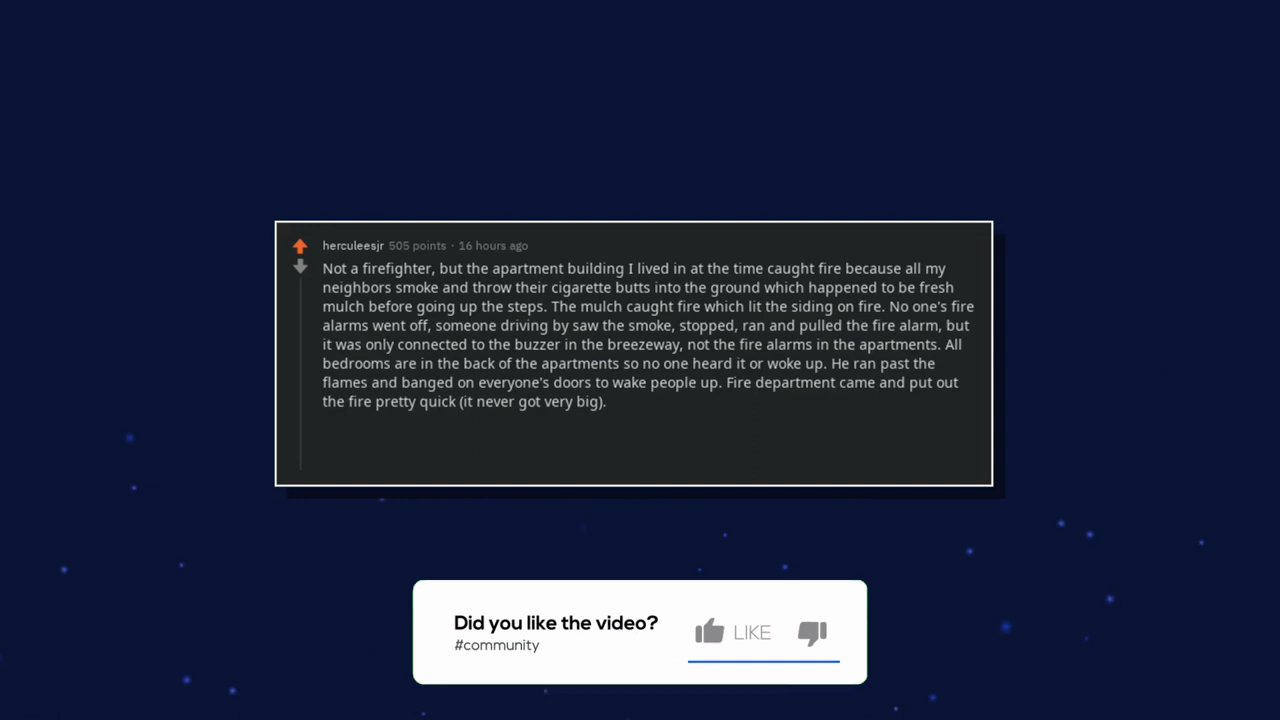 herculeesjr 505 points · 16 hours ago
Not a firefighter, but the apartment building I lived in at the time caught fire because all my
neighbors smoke and throw their cigarette butts into the ground which happened to be fresh
mulch before going up the steps. The mulch caught fire which lit the siding on fire. No one's fire
alarms went off, someone driving by saw the smoke, stopped, ran and pulled the fire alarm, but
it was only connected to the buzzer in the breezeway, not the fire alarms in the apartments. All
bedrooms are in the back of the apartments so no one heard it or woke up. He ran past the
flames and banged on everyone's doors to wake people up. Fire department came and put out
the fire pretty quick (it never got very big).
Did you like the video?
#community
LIKE